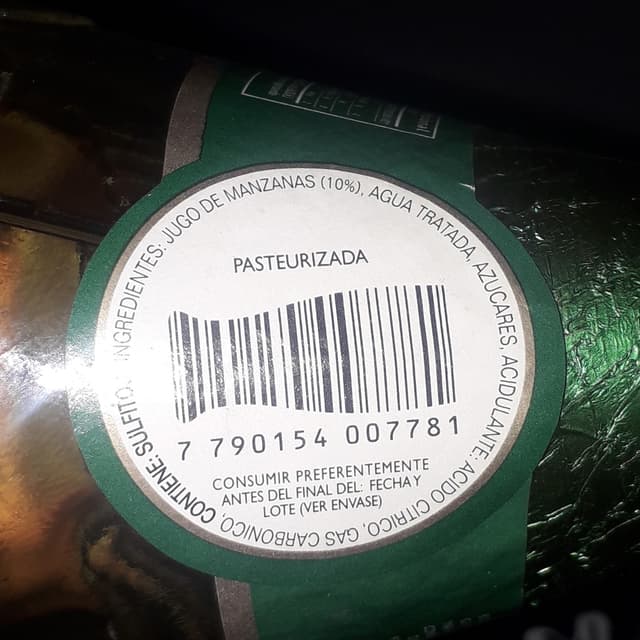 INGREDIENTES: JUGO DE MANZANAS (10%), AGUA TRATADA, AZUCARES, ACIDULANTE: ACIDO CITRICO, GAS CARBONICO CONTIENE: SULFITO.
PASTEURIZADA
7 790154 007781
CONSUMIR PREFERENTEMENTE
ANTES DEL FINAL DEL: FECHA Y
LOTE (VER ENVASE)